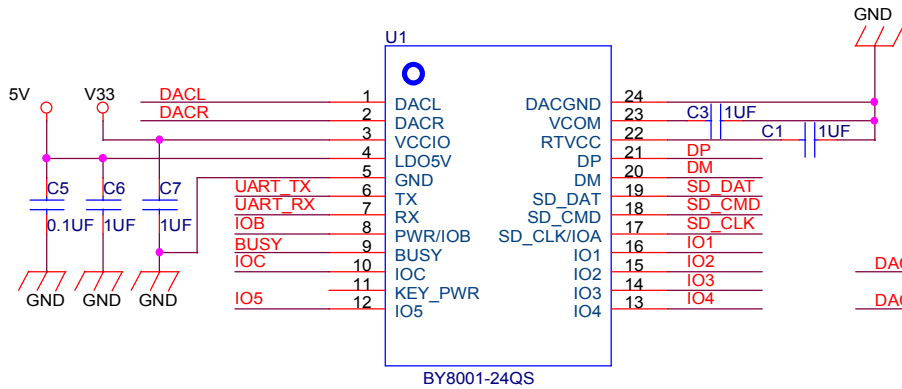 GND
U1
5V
V33
DACL 1 DACL DACGND 24
DACR 2 DACR VCOM 23 C3 1UF
3 VCCIO RTVCC 22 C1 1UF
4 LDO5V DP 21 DP
5 GND DM 20 DM
UART_TX 6 TX SD_DAT 19 SD_DAT
UART_RX 7 RX SD_CMD 18 SD_CMD
IOB 8 PWR/IOB SD_CLK/IOA 17 SD_CLK
BUSY 9 BUSY IO1 16 IO1
IOC 10 IOC IO2 15 IO2
11 KEY_PWR IO3 14 IO3
IO5 12 IO5 IO4 13 IO4
C5 C6 C7
0.1UF 1UF 1UF
GND GND GND
BY8001-24QS